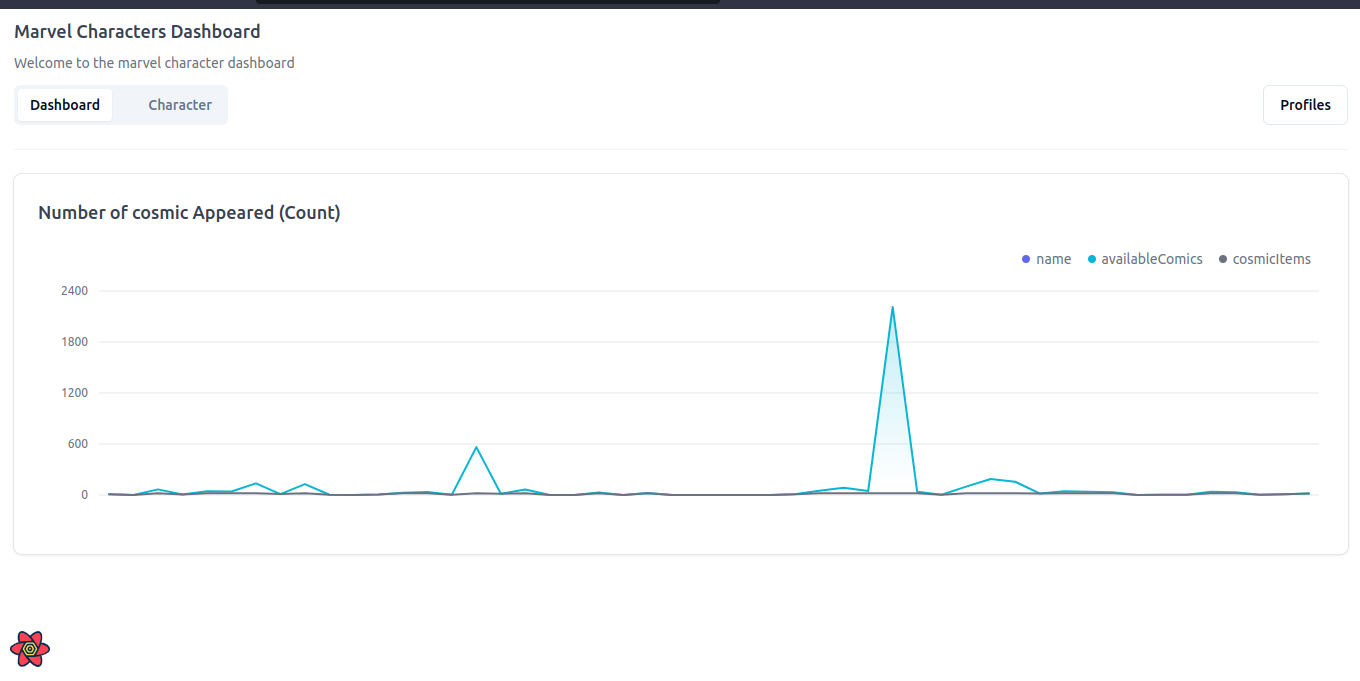 Marvel Characters Dashboard
Welcome to the marvel character dashboard
Dashboard Character Profiles
Number of cosmic Appeared (Count)
name availableComics cosmicItems
2400
1800
1200
600
0